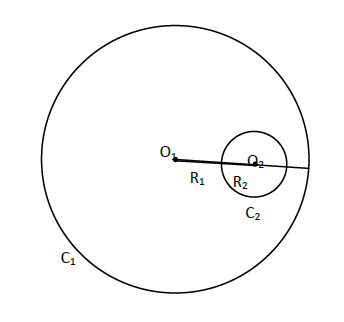 O₁
O₂
R₁
R₂
C₂
C₁